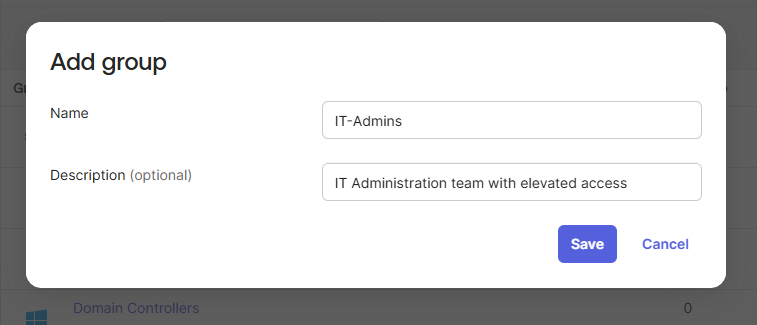 Add group
Name
IT-Admins
Description (optional)
IT Administration team with elevated access
Save
Cancel
Domain Controllers
0